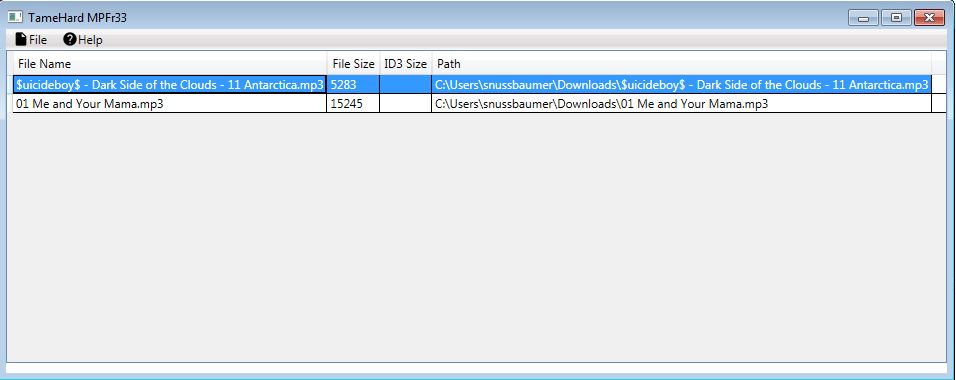 TameHard MPFr33
File Help
File Name File Size ID3 Size Path
$uicideboy$ - Dark Side of the Clouds - 11 Antarctica.mp3 5283 C:\Users\snussbaumer\Downloads\$uicideboy$ - Dark Side of the Clouds - 11 Antarctica.mp3
01 Me and Your Mama.mp3 15245 C:\Users\snussbaumer\Downloads\01 Me and Your Mama.mp3